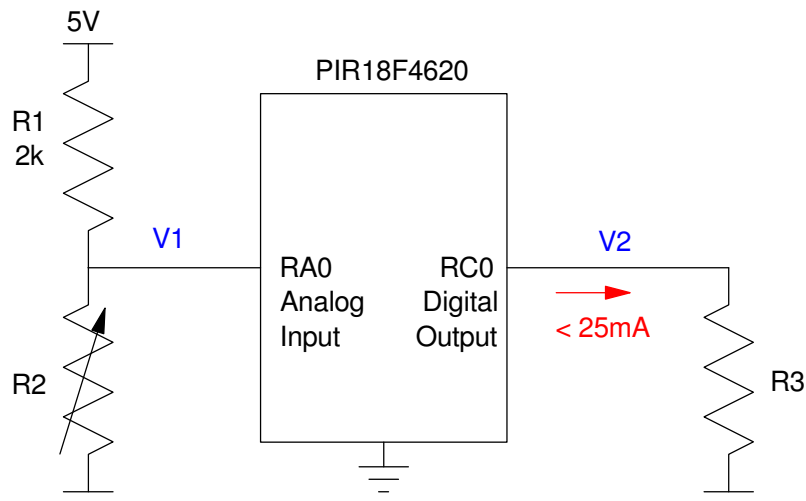 5V
PIR18F4620
R1
2k
V1
V2
RA0
Analog
Input
RC0
Digital
Output
< 25mA
R2
R3